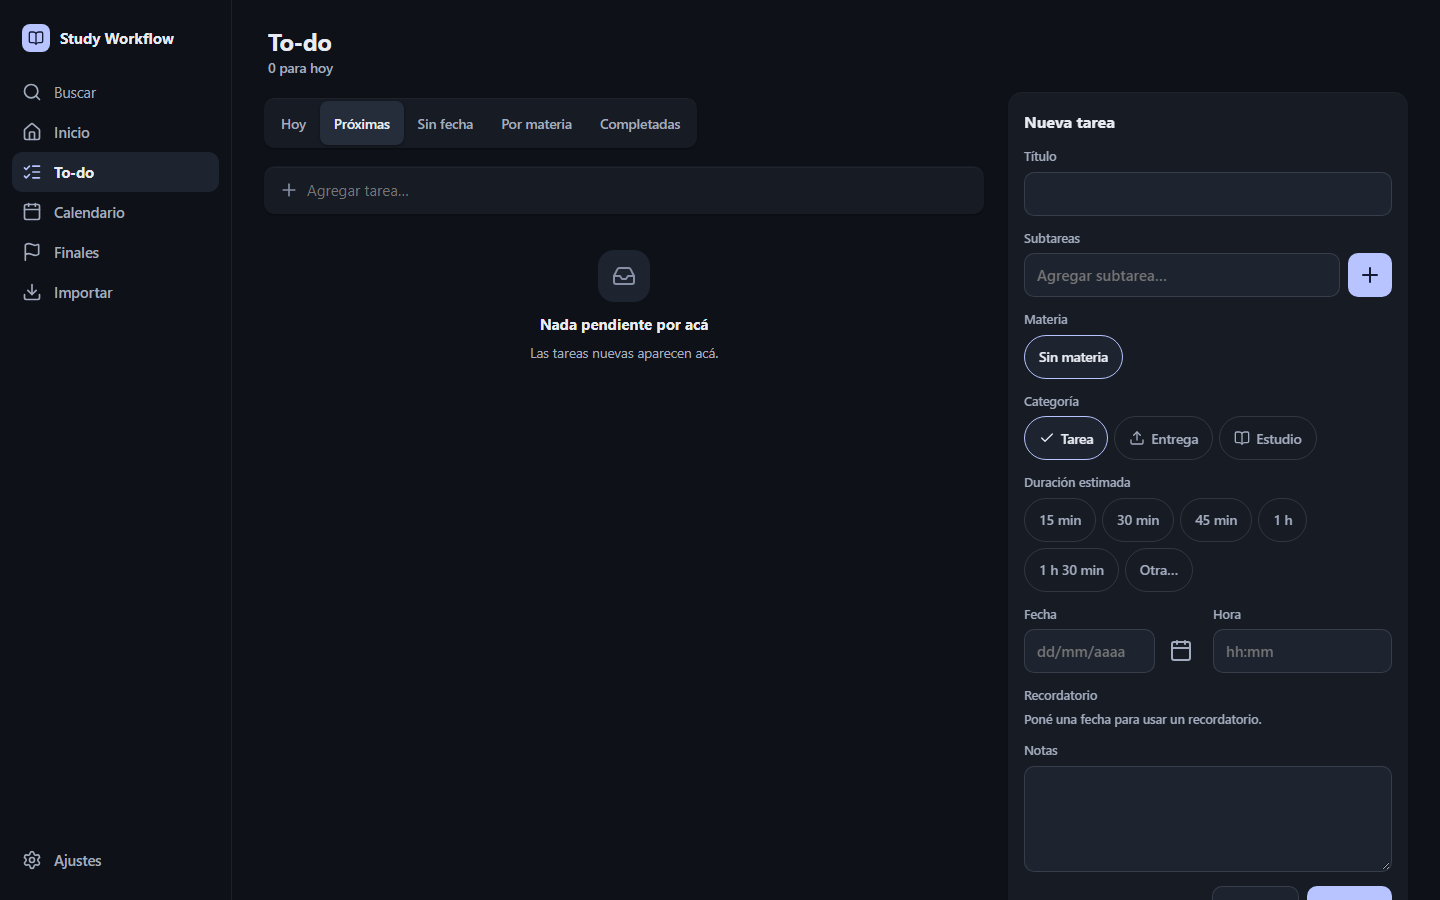 Study Workflow
Buscar
Inicio
To-do
Calendario
Finales
Importar
Ajustes
To-do
0 para hoy
Hoy
Próximas
Sin fecha
Por materia
Completadas
Agregar tarea...
Nada pendiente por acá
Las tareas nuevas aparecen acá.
Nueva tarea
Título
Subtareas
Agregar subtarea...
Materia
Sin materia
Categoría
Tarea
Entrega
Estudio
Duración estimada
15 min
30 min
45 min
1 h
1 h 30 min
Otra...
Fecha
Hora
dd/mm/aaaa
hh:mm
Recordatorio
Poné una fecha para usar un recordatorio.
Notas